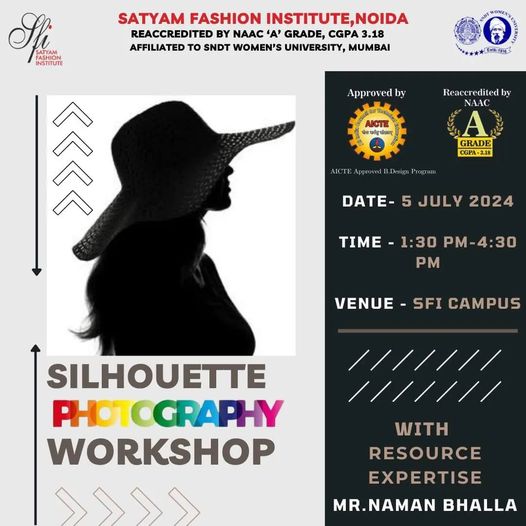 Sfi
SATYAM
FASHION
INSTITUTE
SATYAM FASHION INSTITUTE,NOIDA
REACCREDITED BY NAAC ‘A’ GRADE, CGPA 3.18
AFFILIATED TO SNDT WOMEN’S UNIVERSITY, MUMBAI
Approved by
AICTE
AICTE Approved B.Design Program
Reaccredited by
NAAC
A
GRADE
CGPA - 3.18
DATE- 5 JULY 2024
TIME - 1:30 PM-4:30
PM
VENUE - SFI CAMPUS
SILHOUETTE
PHOTOGRAPHY
WORKSHOP
WITH
RESOURCE
EXPERTISE
MR.NAMAN BHALLA